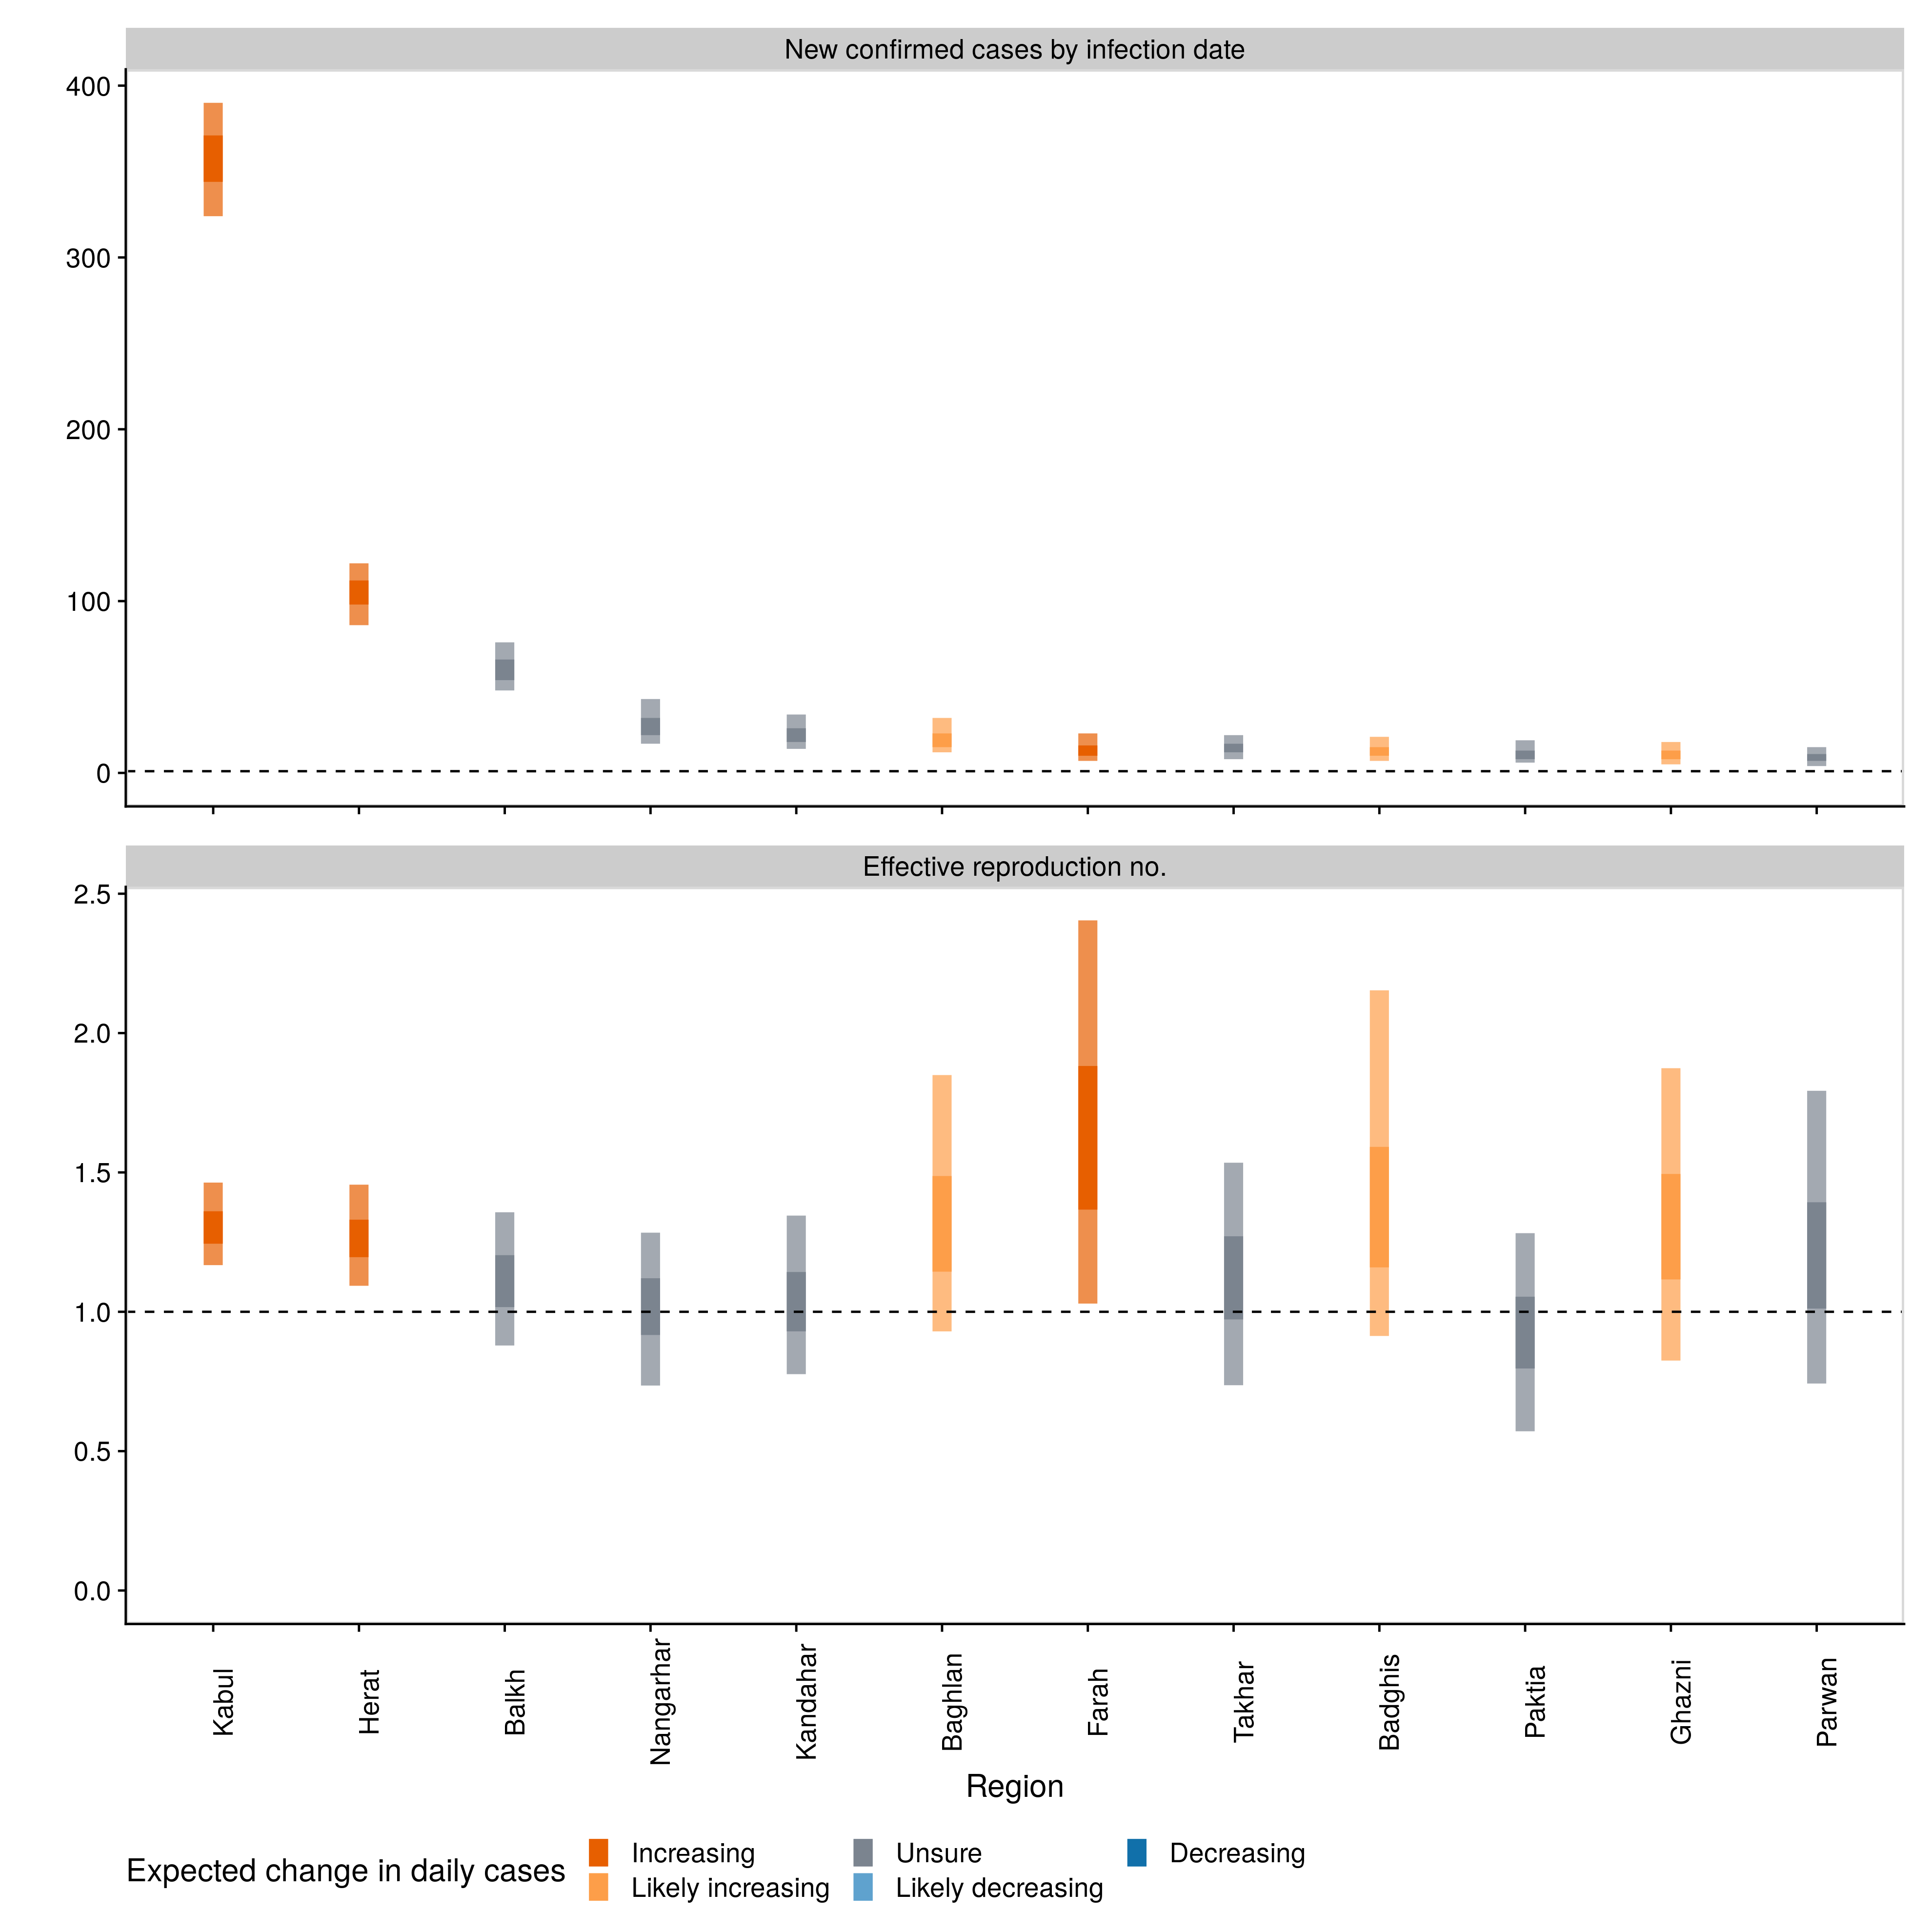 New confirmed cases by infection date
400
300
200
100
0
Effective reproduction no.
2.5
2.0
1.5
1.0
0.5
0.0
Kabul
Herat
Balkh
Nangarhar
Kandahar
Baghlan
Farah
Takhar
Badghis
Paktia
Ghazni
Parwan
Region
Expected change in daily cases
Increasing
Unsure
Decreasing
Likely increasing
Likely decreasing